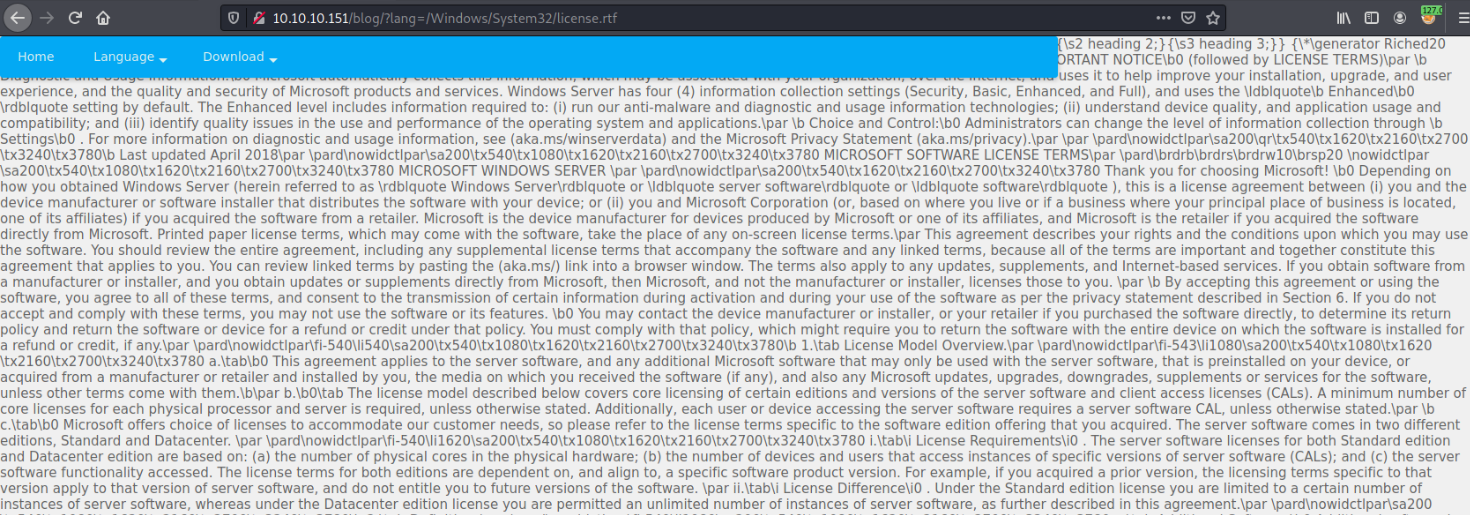 10.10.10.151/blog/?lang=/Windows/System32/license.rtf
Home Language Download
{\s2 heading 2;}{\s3 heading 3;}} {\*\generator Riched20
ORTANT NOTICE\b0 (followed by LICENSE TERMS)\par \b
Diagnostic and Usage Information.\b0 Microsoft automatically collects this information, which may be associated with your organization, over the internet, and uses it to help improve your installation, upgrade, and user
experience, and the quality and security of Microsoft products and services. Windows Server has four (4) information collection settings (Security, Basic, Enhanced, and Full), and uses the \ldblquote\b Enhanced\b0
\rdblquote setting by default. The Enhanced level includes information required to: (i) run our anti-malware and diagnostic and usage information technologies; (ii) understand device quality, and application usage and
compatibility; and (iii) identify quality issues in the use and performance of the operating system and applications.\par \b Choice and Control:\b0 Administrators can change the level of information collection through \b
Settings\b0 . For more information on diagnostic and usage information, see (aka.ms/winserverdata) and the Microsoft Privacy Statement (aka.ms/privacy).\par \par \pard\nowidctlpar\sa200\qr\tx540\tx1620\tx2160\tx2700
\tx3240\tx3780\b Last updated April 2018\par \pard\nowidctlpar\sa200\tx540\tx1080\tx1620\tx2160\tx2700\tx3240\tx3780 MICROSOFT SOFTWARE LICENSE TERMS\par \pard\brdrb\brdrs\brdrw10\brsp20 \nowidctlpar
\sa200\tx540\tx1080\tx1620\tx2160\tx2700\tx3240\tx3780 MICROSOFT WINDOWS SERVER \par \pard\nowidctlpar\sa200\tx540\tx1620\tx2160\tx2700\tx3240\tx3780 Thank you for choosing Microsoft! \b0 Depending on
how you obtained Windows Server (herein referred to as \rdblquote Windows Server\rdblquote or \ldblquote server software\rdblquote or \ldblquote software\rdblquote ), this is a license agreement between (i) you and the
device manufacturer or software installer that distributes the software with your device; or (ii) you and Microsoft Corporation (or, based on where you live or if a business where your principal place of business is located,
one of its affiliates) if you acquired the software from a retailer. Microsoft is the device manufacturer for devices produced by Microsoft or one of its affiliates, and Microsoft is the retailer if you acquired the software
directly from Microsoft. Printed paper license terms, which may come with the software, take the place of any on-screen license terms.\par This agreement describes your rights and the conditions upon which you may use
the software. You should review the entire agreement, including any supplemental license terms that accompany the software and any linked terms, because all of the terms are important and together constitute this
agreement that applies to you. You can review linked terms by pasting the (aka.ms/) link into a browser window. The terms also apply to any updates, supplements, and Internet-based services. If you obtain software from
a manufacturer or installer, and you obtain updates or supplements directly from Microsoft, then Microsoft, and not the manufacturer or installer, licenses those to you. \par \b By accepting this agreement or using the
software, you agree to all of these terms, and consent to the transmission of certain information during activation and during your use of the software as per the privacy statement described in Section 6. If you do not
accept and comply with these terms, you may not use the software or its features. \b0 You may contact the device manufacturer or installer, or your retailer if you purchased the software directly, to determine its return
policy and return the software or device for a refund or credit under that policy. You must comply with that policy, which might require you to return the software with the entire device on which the software is installed for
a refund or credit, if any.\par \pard\nowidctlpar\fi-540\li540\sa200\tx540\tx1080\tx1620\tx2160\tx2700\tx3240\tx3780\b 1.\tab License Model Overview.\par \pard\nowidctlpar\fi-543\li1080\sa200\tx540\tx1080\tx1620
\tx2160\tx2700\tx3240\tx3780 a.\tab\b0 This agreement applies to the server software, and any additional Microsoft software that may only be used with the server software, that is preinstalled on your device, or
acquired from a manufacturer or retailer and installed by you, the media on which you received the software (if any), and also any Microsoft updates, upgrades, downgrades, supplements or services for the software,
unless other terms come with them.\b\par b.\b0\tab The license model described below covers core licensing of certain editions and versions of the server software and client access licenses (CALs). A minimum number of
core licenses for each physical processor and server is required, unless otherwise stated. Additionally, each user or device accessing the server software requires a server software CAL, unless otherwise stated.\par \b
c.\tab\b0 Microsoft offers choice of licenses to accommodate our customer needs, so please refer to the license terms specific to the software edition offering that you acquired. The server software comes in two different
editions, Standard and Datacenter. \par \pard\nowidctlpar\fi-540\li1620\sa200\tx540\tx1080\tx1620\tx2160\tx2700\tx3240\tx3780 i.\tab\i License Requirements\i0 . The server software licenses for both Standard edition
and Datacenter edition are based on: (a) the number of physical cores in the physical hardware; (b) the number of devices and users that access instances of specific versions of server software (CALs); and (c) the server
software functionality accessed. The license terms for both editions are dependent on, and align to, a specific software product version. For example, if you acquired a prior version, the licensing terms specific to that
version apply to that version of server software, and do not entitle you to future versions of the software. \par ii.\tab\i License Difference\i0 . Under the Standard edition license you are limited to a certain number of
instances of server software, whereas under the Datacenter edition license you are permitted an unlimited number of instances of server software, as further described in this agreement.\par \pard\nowidctlpar\sa200